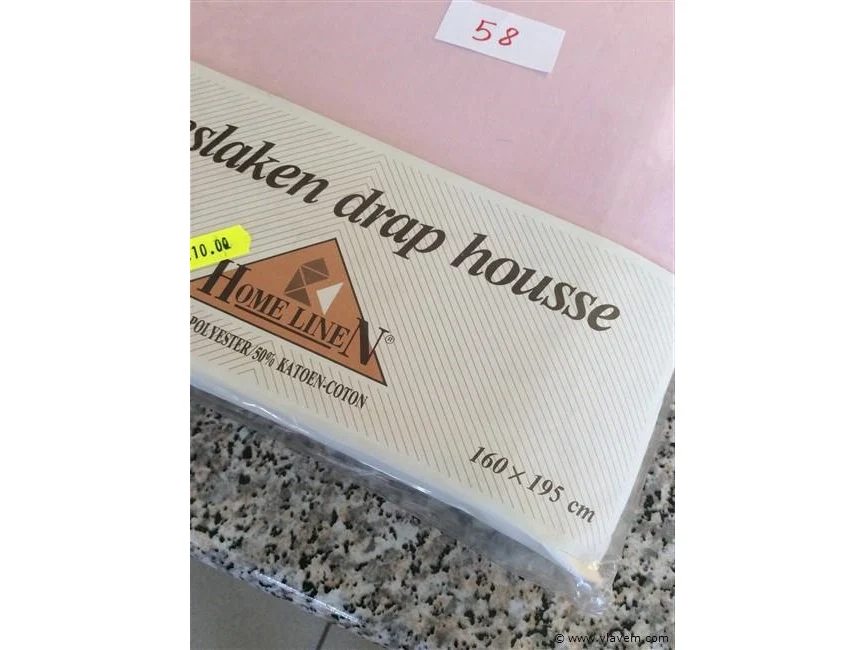 58
slaken drap housse
10.00
HOME LINEN®
POLYESTER/50% KATOEN-COTON
160 × 195 cm
© www.vlavem.com